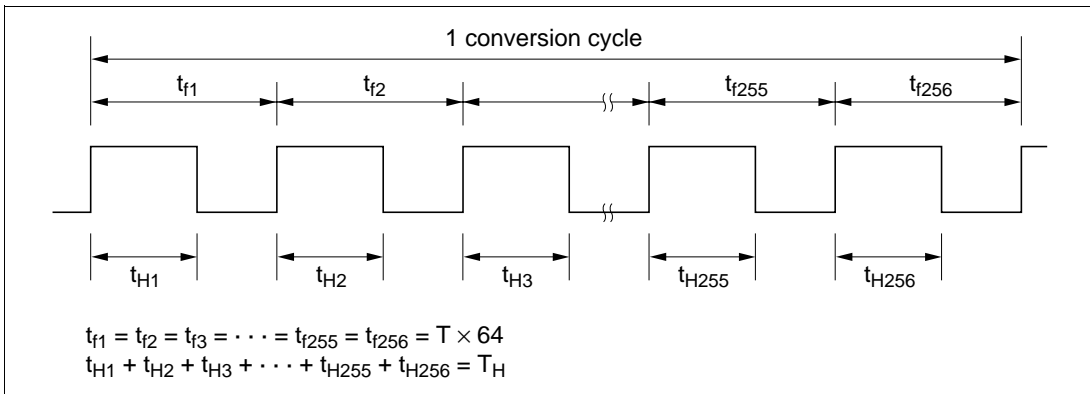 1 conversion cycle
tf1 tf2 tf255 tf256
tH1 tH2 tH3 tH255 tH256
tf1 = tf2 = tf3 = · · · = tf255 = tf256 = T × 64
tH1 + tH2 + tH3 + · · · + tH255 + tH256 = TH